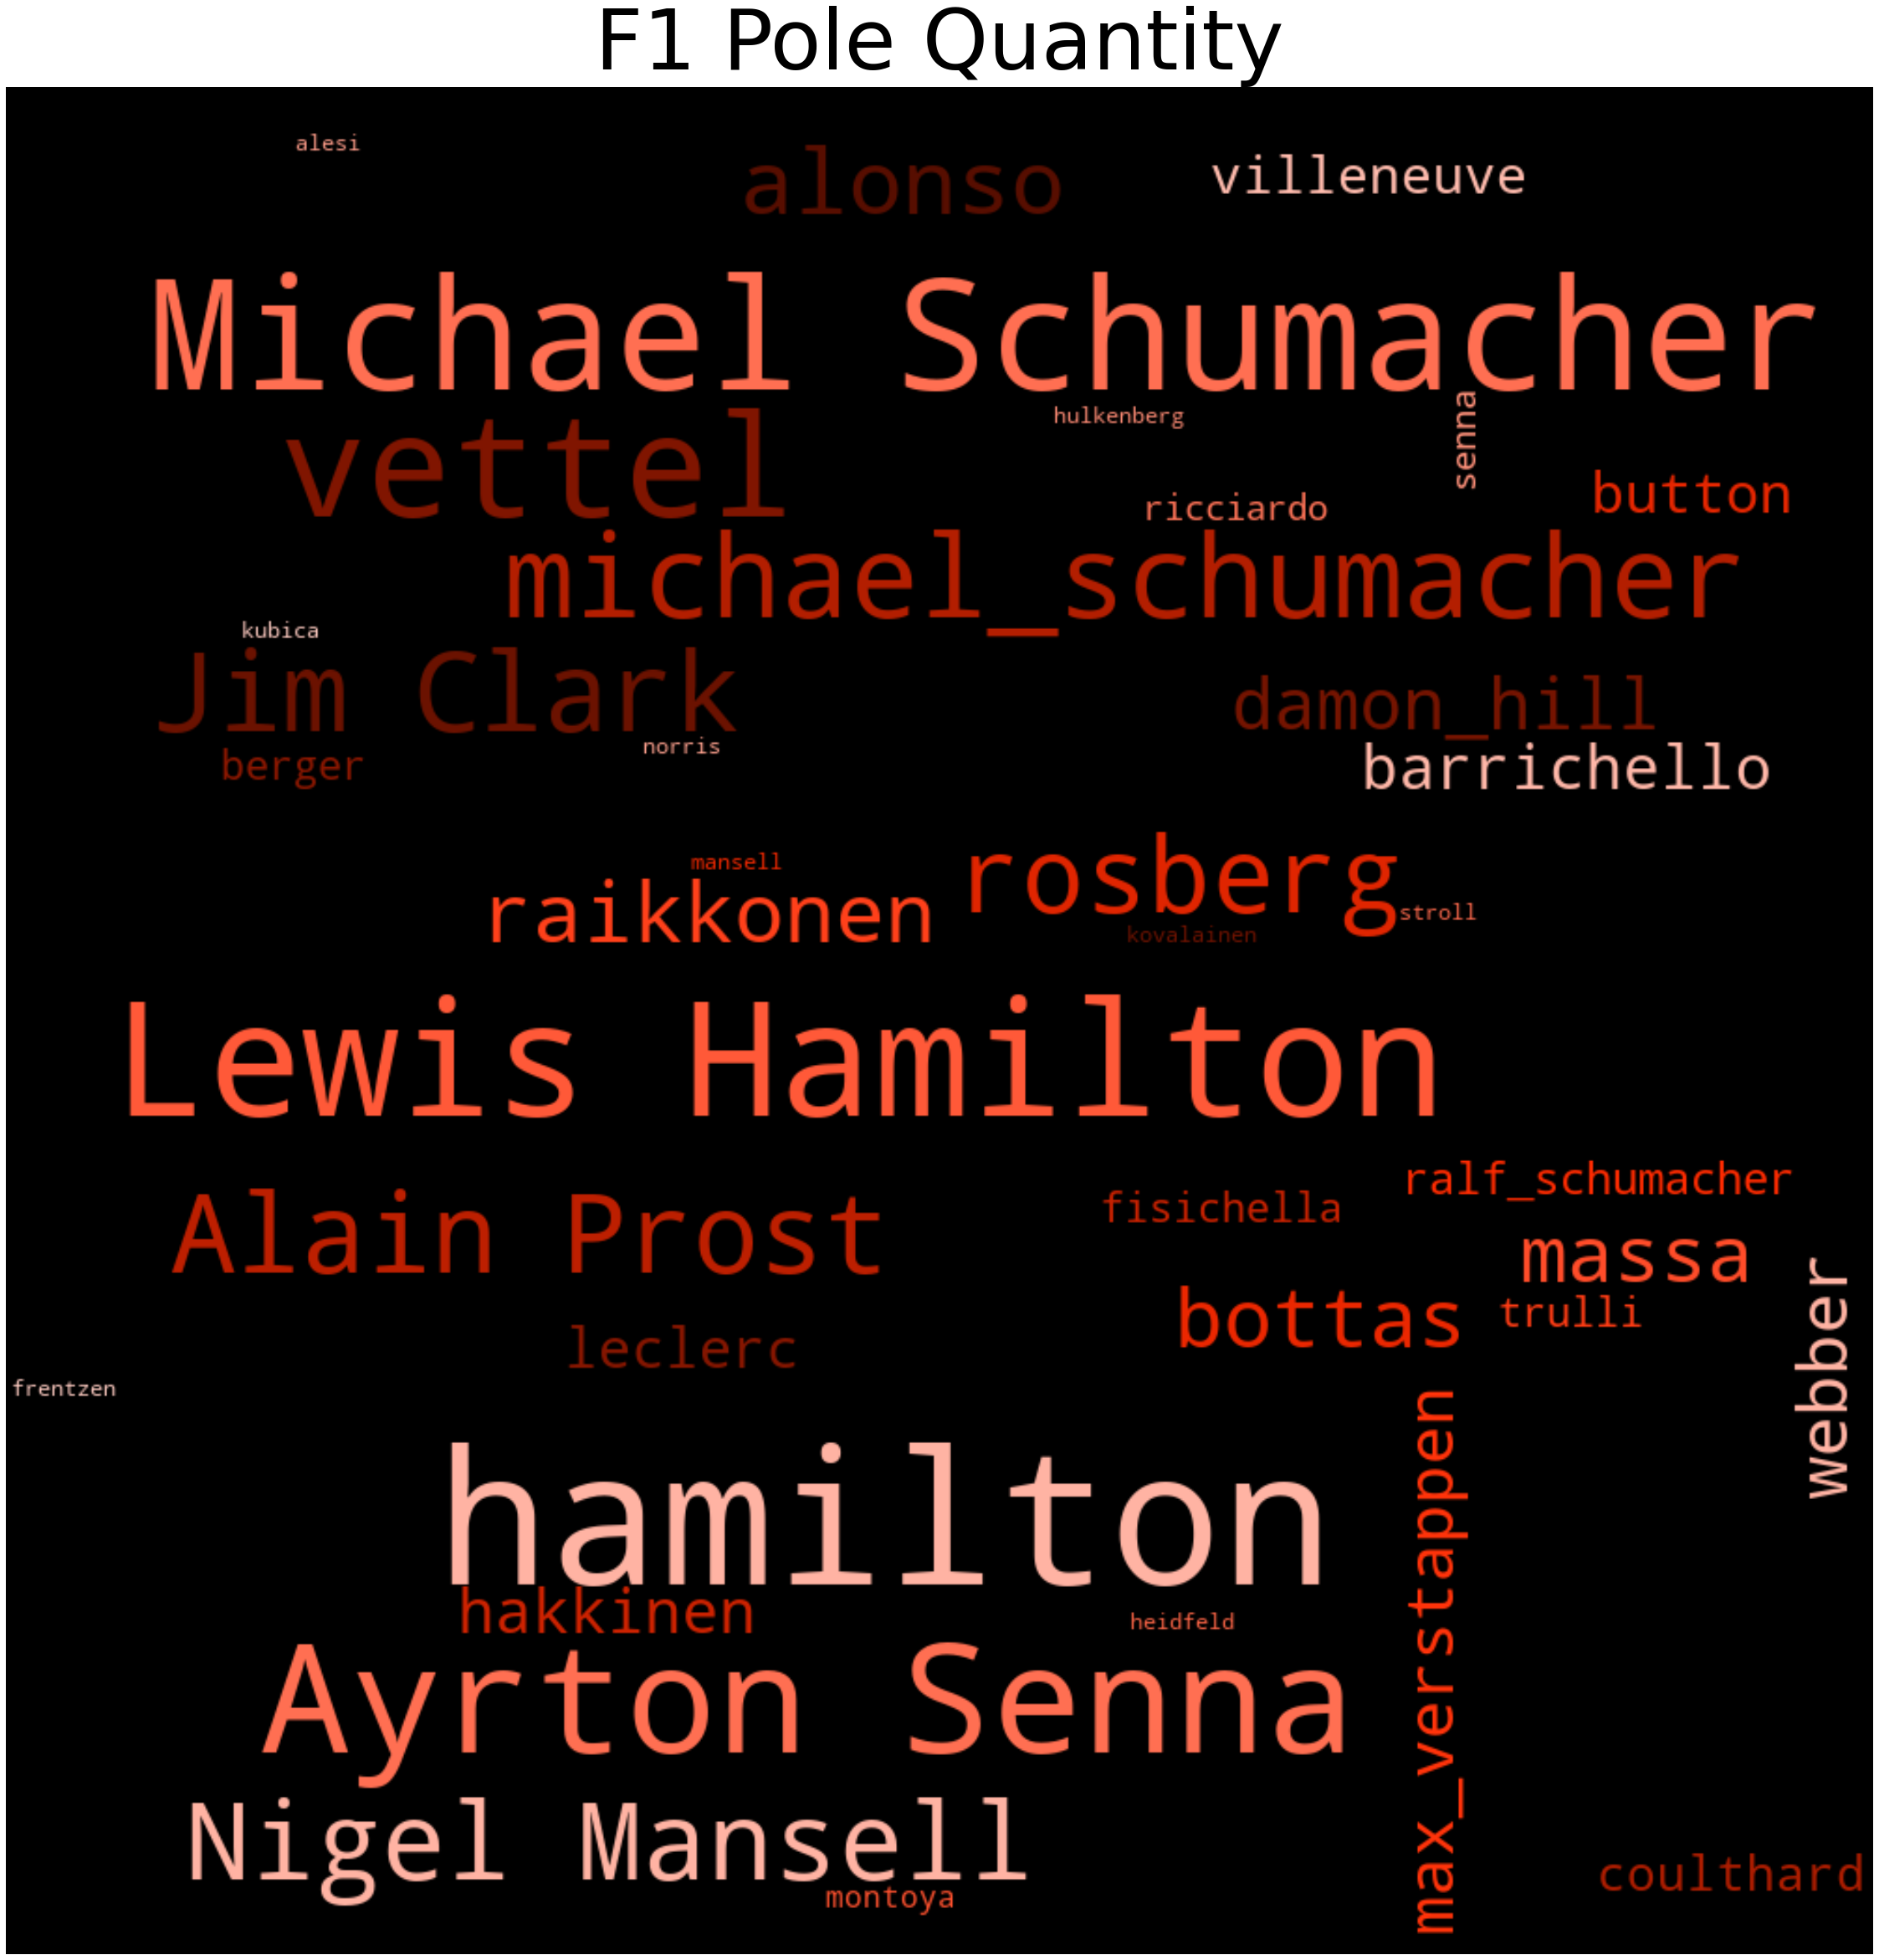 F1 Pole Quantity
alesi
alonso
villeneuve
Michael Schumacher
vettel
hulkenberg
senna
ricciardo
button
michael_schumacher
kubica
Jim Clark
damon_hill
norris
berger
barrichello
mansell
rosberg
raikkonen
stroll
kovalainen
Lewis Hamilton
ralf_schumacher
fisichella
Alain Prost
massa
bottas
trulli
webber
leclerc
frentzen
hamilton
max_verstappen
hakkinen
heidfeld
Ayrton Senna
Nigel Mansell
montoya
coulthard